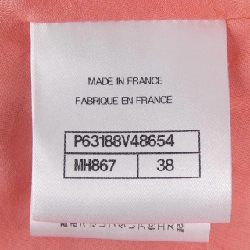 MADE IN FRANCE
FABRIQUE EN FRANCE
P63188V48654
MH867 38